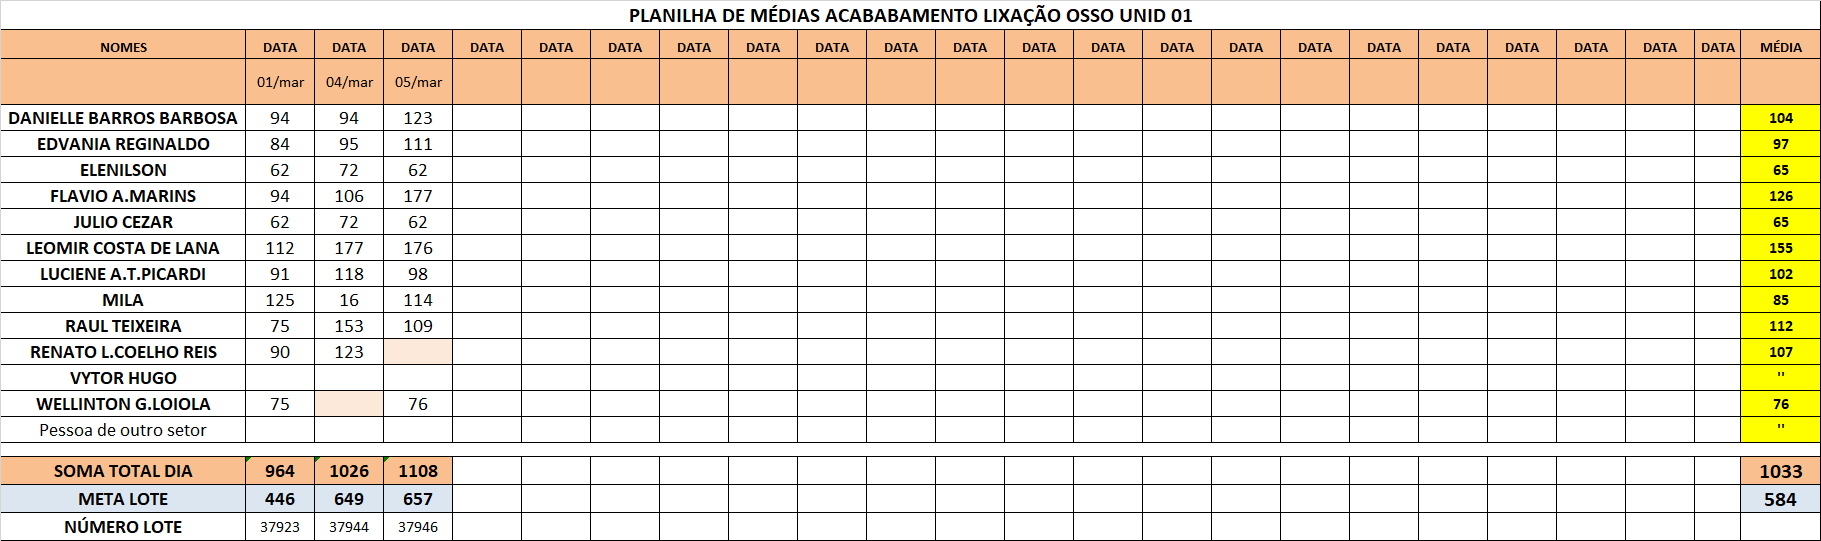 PLANILHA DE MÉDIAS ACABABAMENTO LIXAÇÃO OSSO UNID 01
NOMES DATA DATA DATA DATA DATA DATA DATA DATA DATA DATA DATA DATA DATA DATA DATA DATA DATA DATA DATA DATA DATA DATA MÉDIA
01/mar 04/mar 05/mar
DANIELLE BARROS BARBOSA 94 94 123 104
EDVANIA REGINALDO 84 95 111 97
ELENILSON 62 72 62 65
FLAVIO A.MARINS 94 106 177 126
JULIO CEZAR 62 72 62 65
LEOMIR COSTA DE LANA 112 177 176 155
LUCIENE A.T.PICARDI 91 118 98 102
MILA 125 16 114 85
RAUL TEIXEIRA 75 153 109 112
RENATO L.COELHO REIS 90 123 107
VYTOR HUGO ''
WELLINTON G.LOIOLA 75 76 76
Pessoa de outro setor ''
SOMA TOTAL DIA 964 1026 1108 1033
META LOTE 446 649 657 584
NÚMERO LOTE 37923 37944 37946